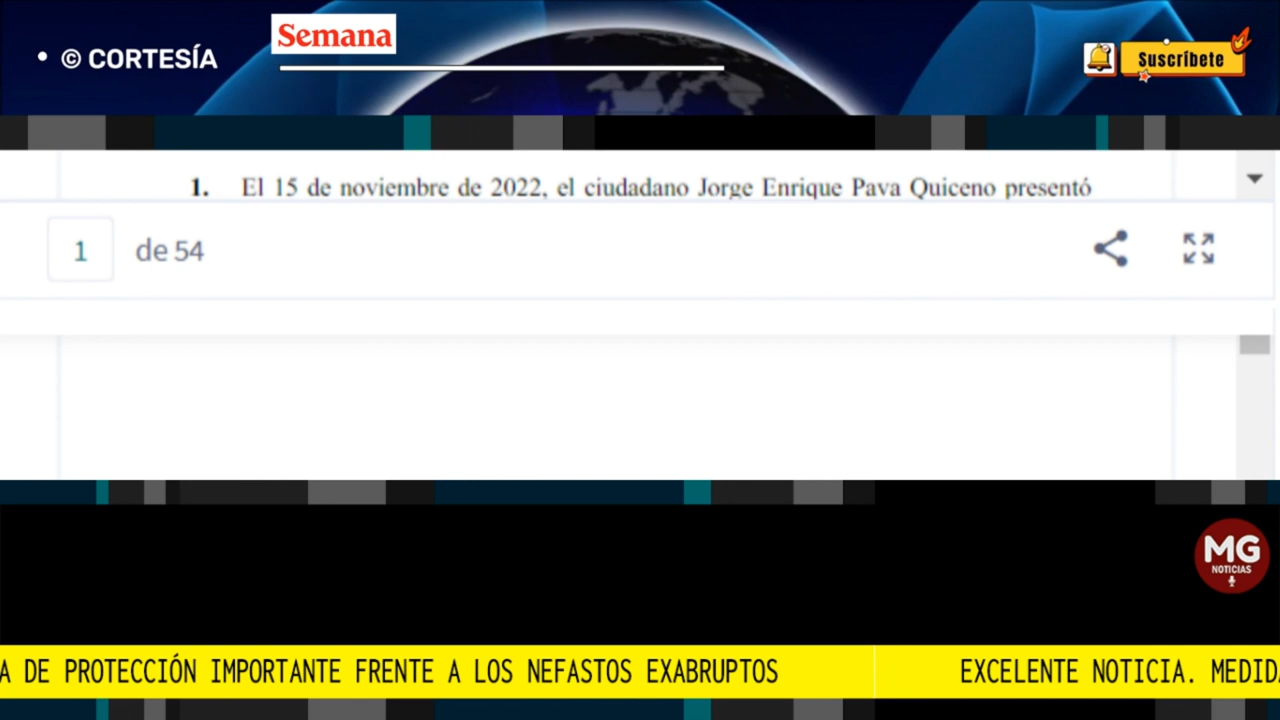 • © CORTESÍA
Semana
Suscríbete
1. El 15 de noviembre de 2022, el ciudadano Jorge Enrique Pava Quiceno presentó
1 de 54
MG
NOTICIAS
A DE PROTECCIÓN IMPORTANTE FRENTE A LOS NEFASTOS EXABRUPTOS EXCELENTE NOTICIA. MEDIDA